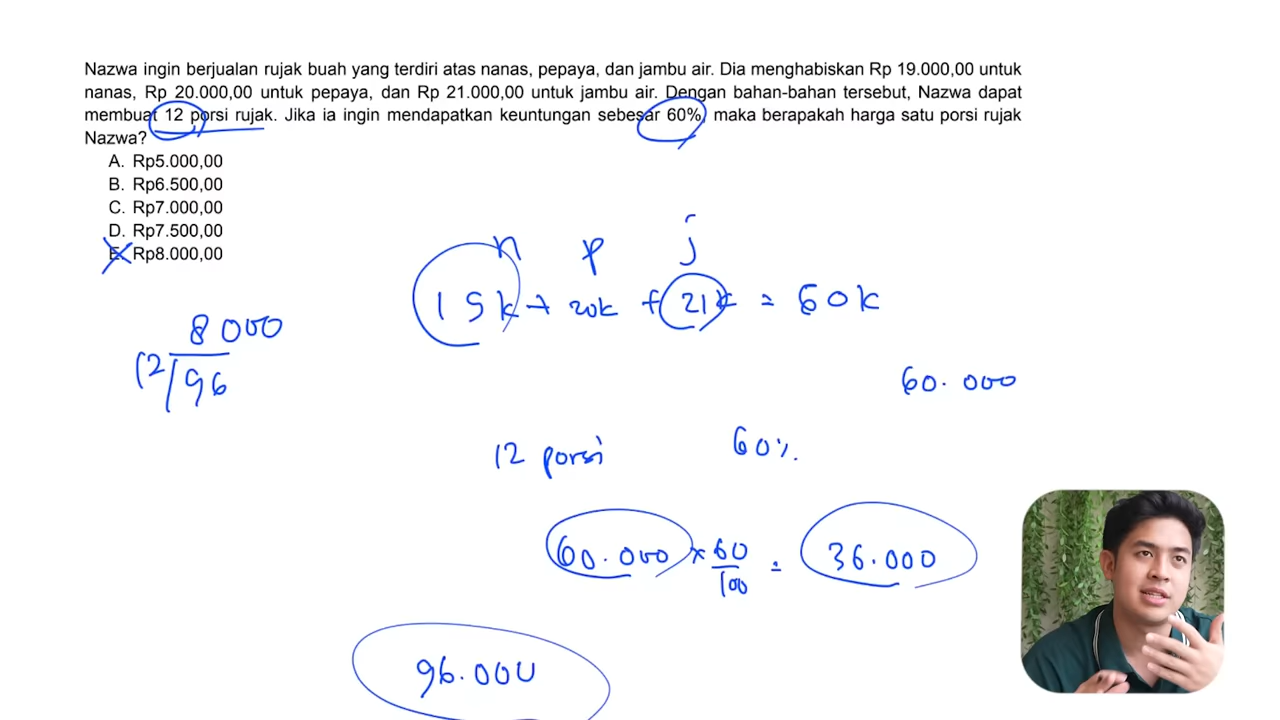 Nazwa ingin berjualan rujak buah yang terdiri atas nanas, pepaya, dan jambu air. Dia menghabiskan Rp 19.000,00 untuk
nanas, Rp 20.000,00 untuk pepaya, dan Rp 21.000,00 untuk jambu air. Dengan bahan-bahan tersebut, Nazwa dapat
membuat 12 porsi rujak. Jika ia ingin mendapatkan keuntungan sebesar 60%, maka berapakah harga satu porsi rujak
Nazwa?
A. Rp5.000,00
B. Rp6.500,00
C. Rp7.000,00
D. Rp7.500,00
E. Rp8.000,00
n p j
19k + 20k + 21k = 60k
8000
12/96
60.000
12 porsi 60%.
60.000 x 60/100 = 36.000
96.000